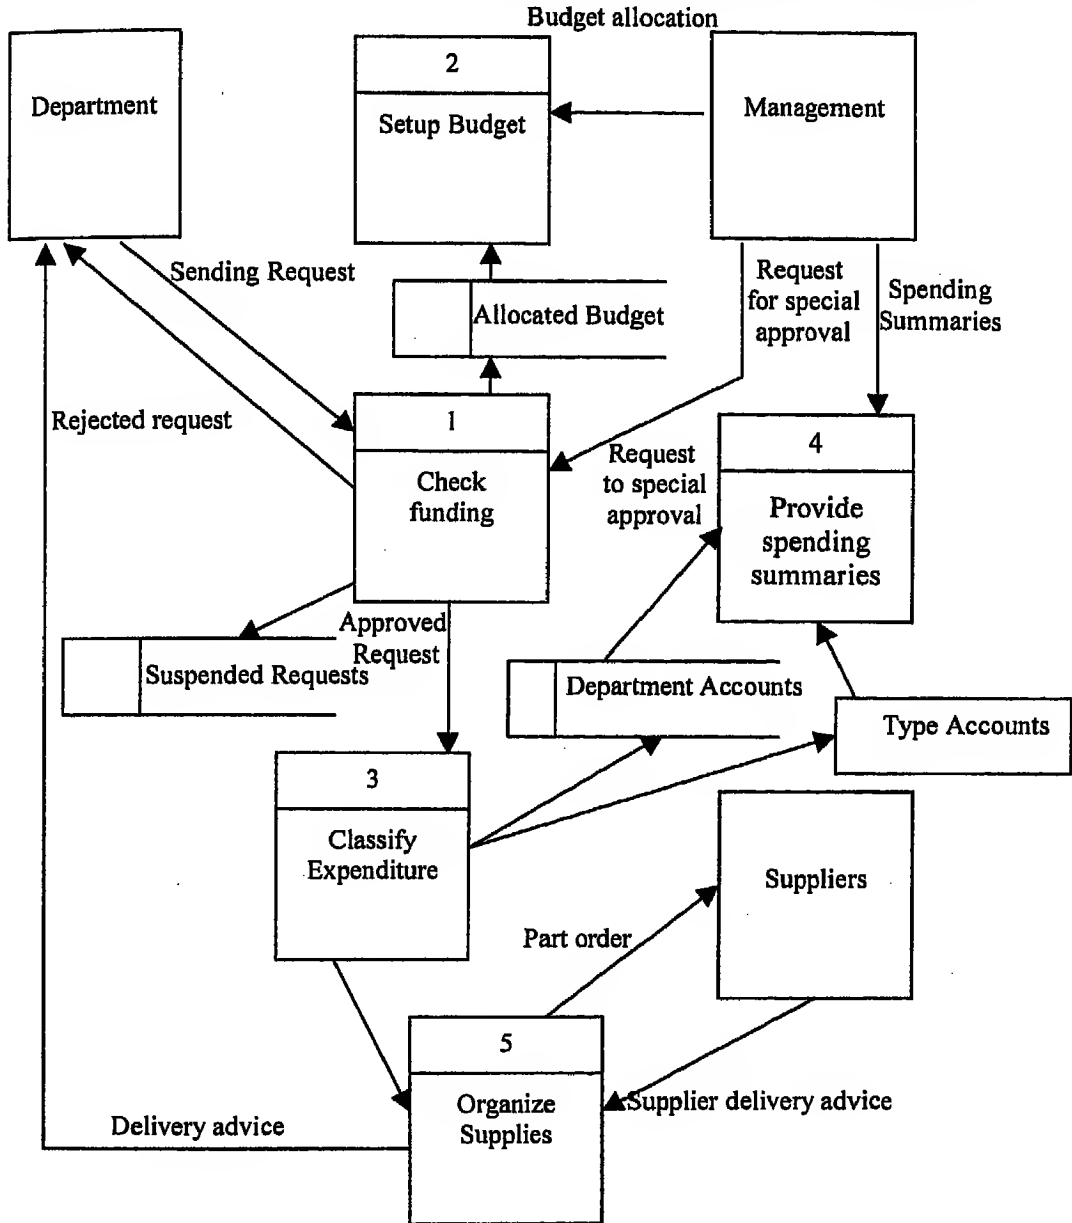 Budget allocation
Department
2
Setup Budget
Management
Sending Request
Allocated Budget
Request
for special
approval
Spending
Summaries
Rejected request
1
Check
funding
Request
to special
approval
4
Provide
spending
summaries
Approved
Request
Suspended Requests
Department Accounts
Type Accounts
3
Classify
Expenditure
Suppliers
Part order
5
Organize
Supplies
Supplier delivery advice
Delivery advice